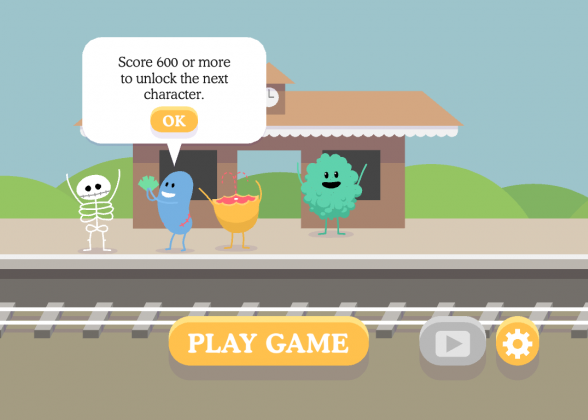 Score 600 or more
to unlock the next
character.
OK
PLAY GAME